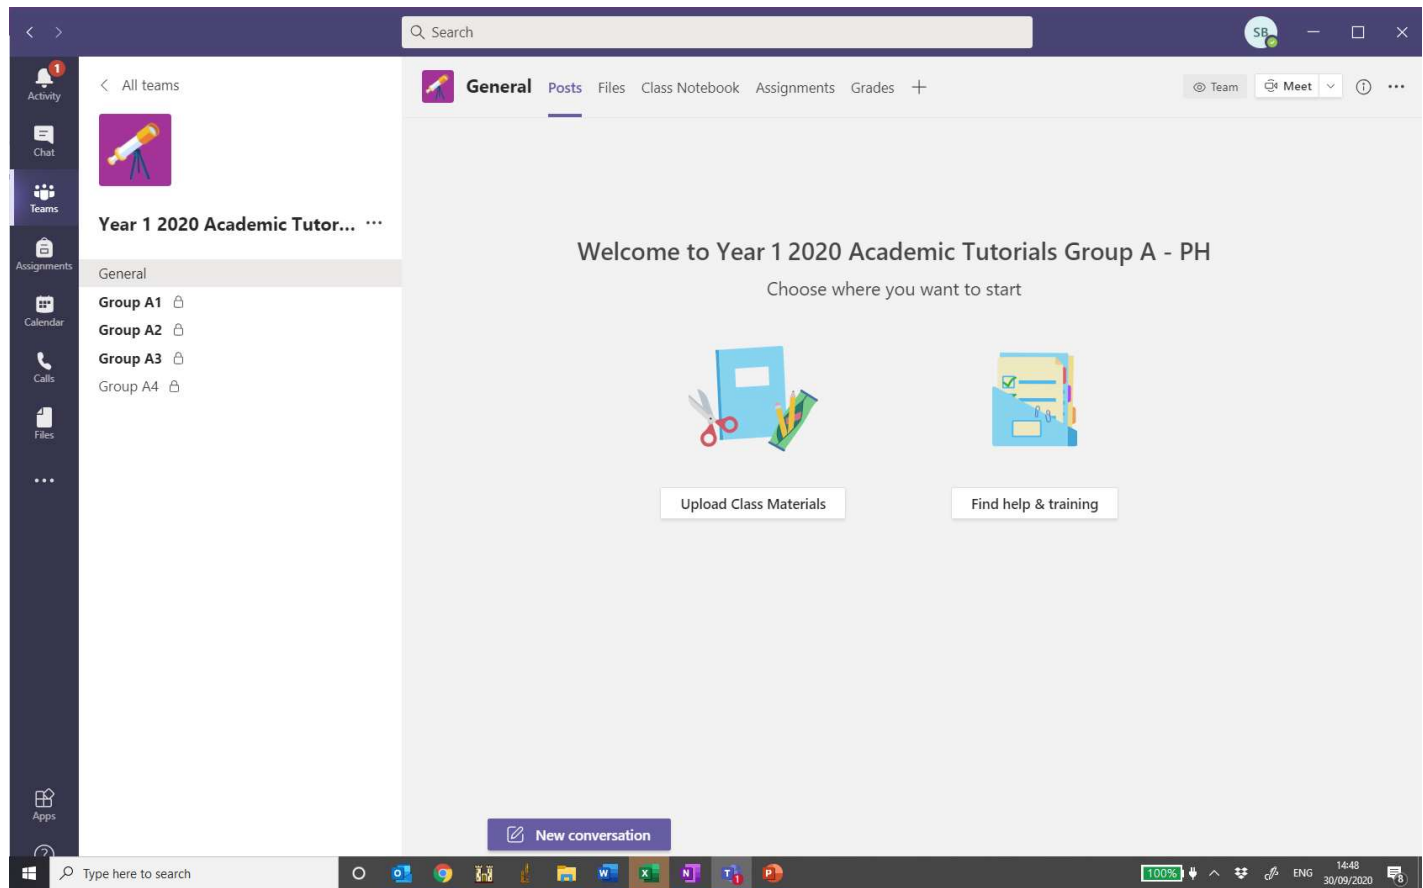 Search
SB
1
Activity
Chat
Teams
Assignments
Calendar
Calls
Files
Apps
All teams
Year 1 2020 Academic Tutor...
General
Group A1
Group A2
Group A3
Group A4
General Posts Files Class Notebook Assignments Grades
Team
Meet
Welcome to Year 1 2020 Academic Tutorials Group A - PH
Choose where you want to start
Upload Class Materials
Find help & training
New conversation
Type here to search
100%
ENG
14:48
30/09/2020
8